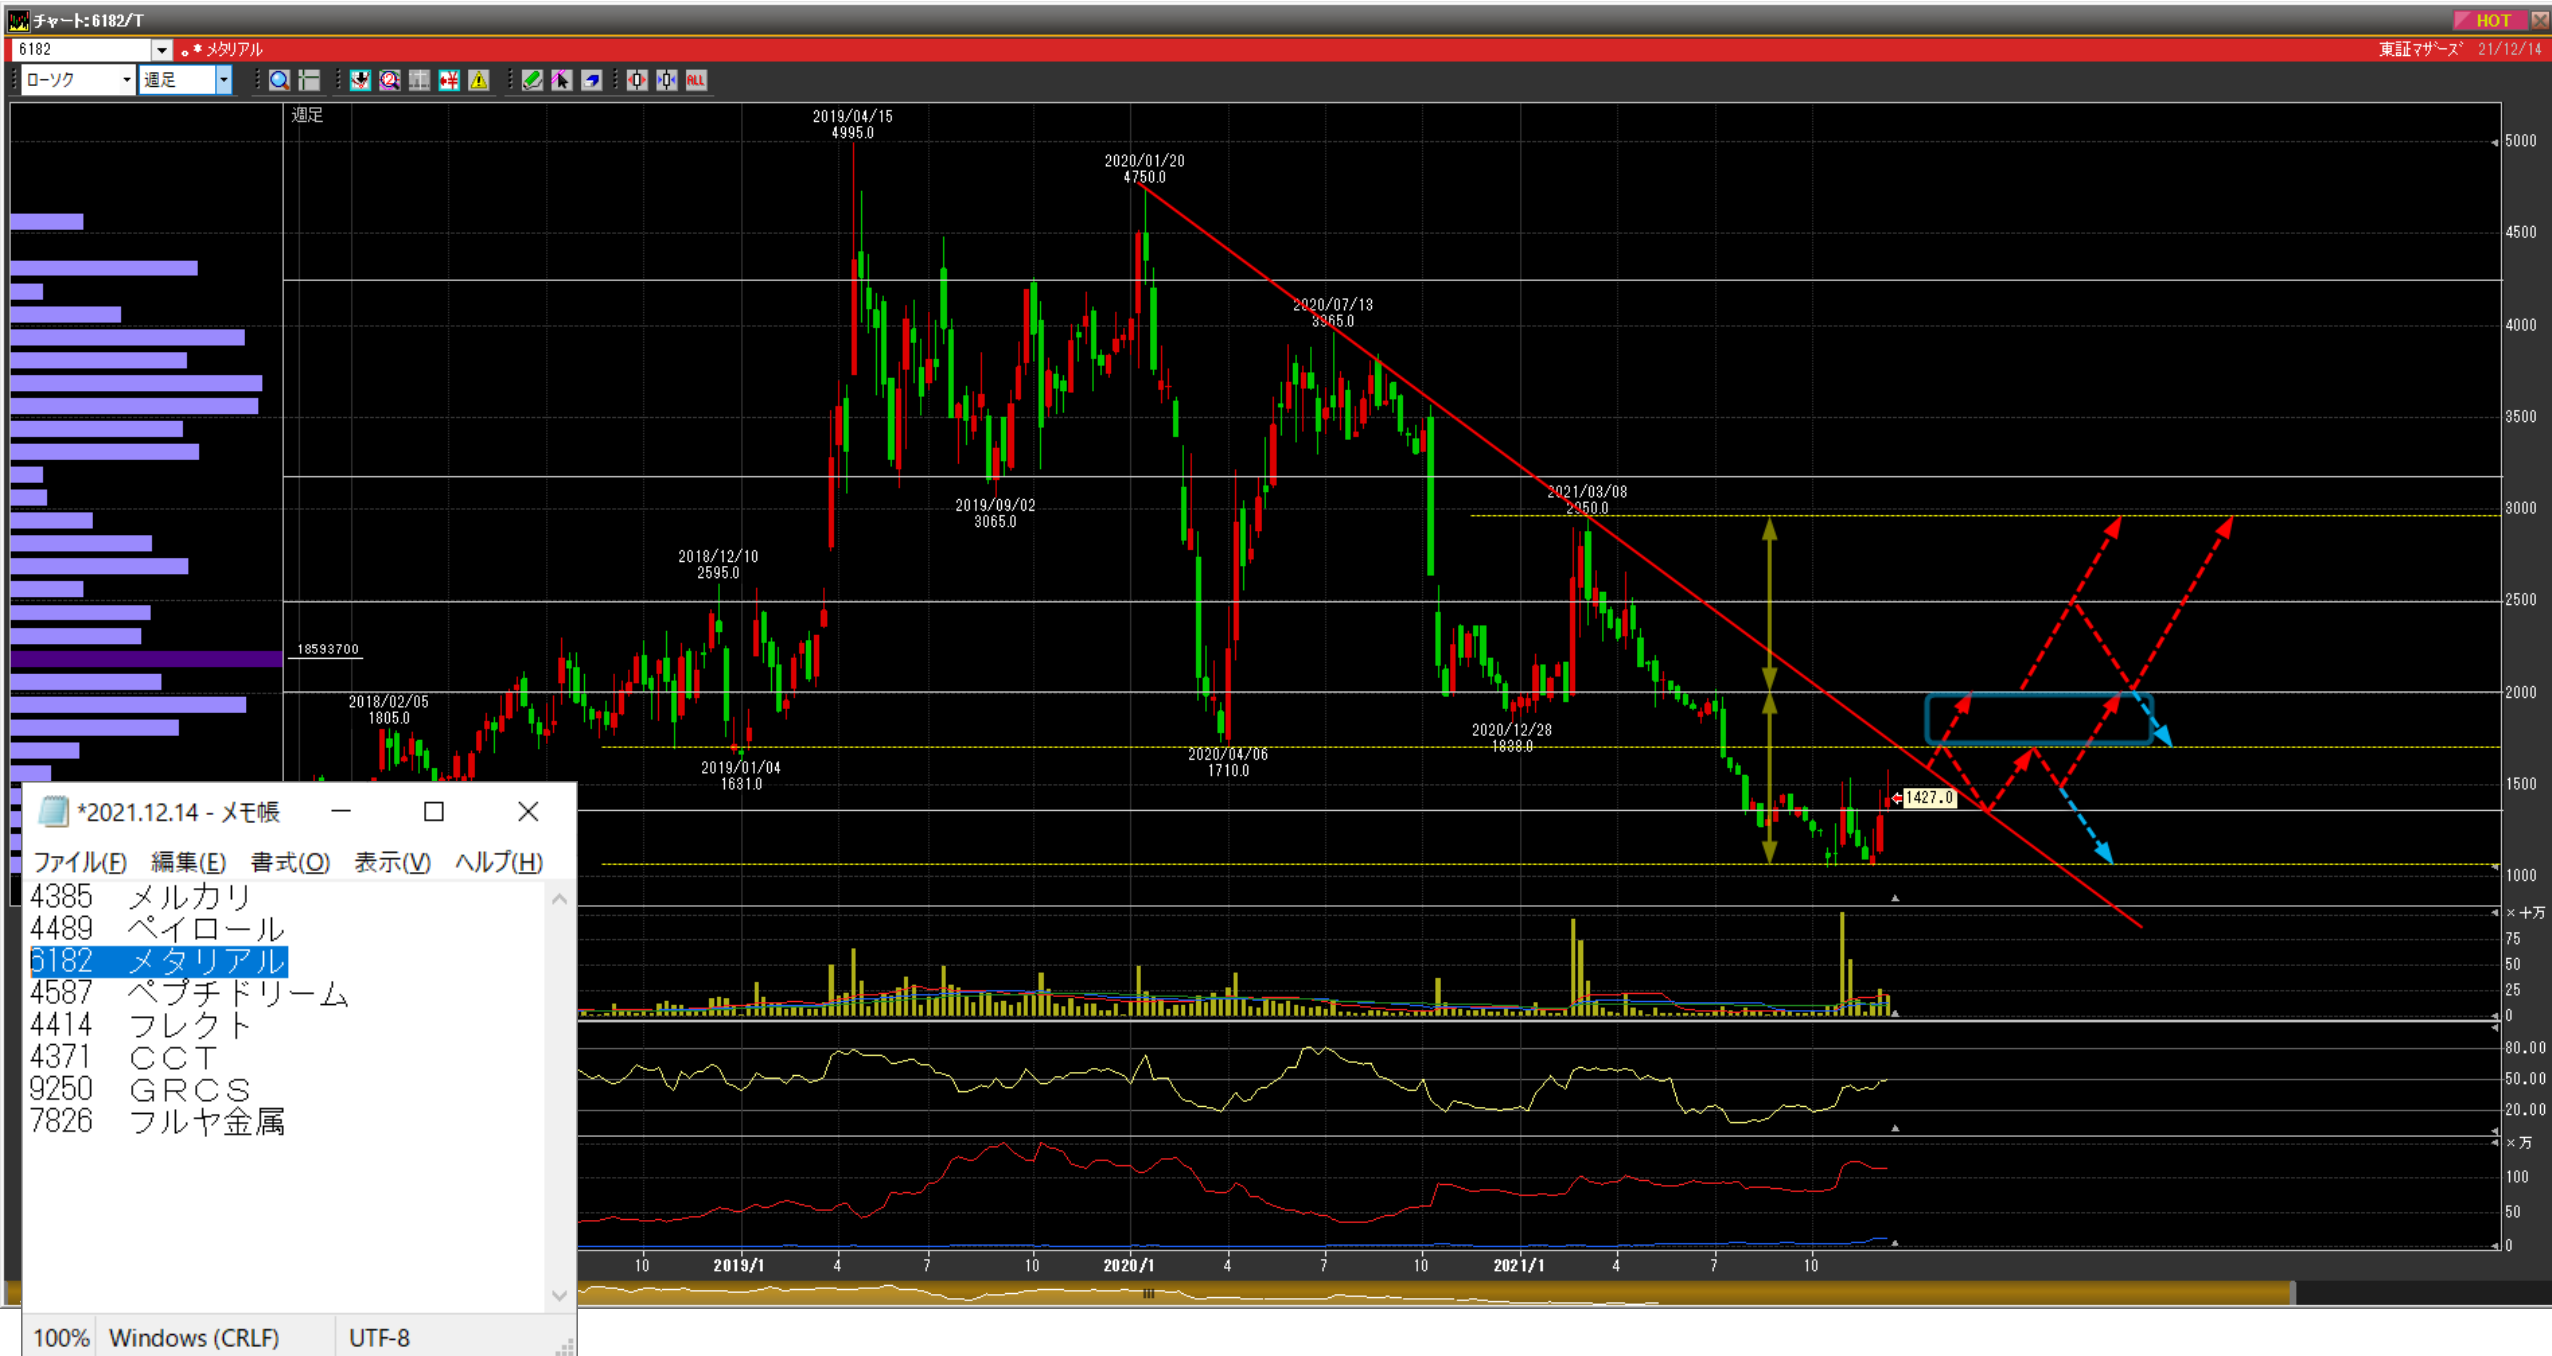 チャート:6182/T
HOT
6182
。* メタリアル
東証マザーズ 21/12/14
ローソク
週足
ALL
週足
2019/04/15
4995.0
2020/01/20
4750.0
2020/07/13
3965.0
2019/09/02
3065.0
2021/03/08
2950.0
2018/12/10
2595.0
18593700
2018/02/05
1805.0
2019/01/04
1631.0
2020/04/06
1710.0
2020/12/28
1838.0
1427.0
5000
4500
4000
3500
3000
2500
2000
1500
1000
×十万
75
50
25
0
80.00
50.00
20.00
×万
100
50
0
10
2019/1
4
7
10
2020/1
4
7
10
2021/1
4
7
10
*2021.12.14 - メモ帳
ファイル(F) 編集(E) 書式(O) 表示(V) ヘルプ(H)
4385 メルカリ
4489 ペイロール
6182 メタリアル
4587 ペプチドリーム
4414 フレクト
4371 ＣＣＴ
9250 ＧＲＣＳ
7826 フルヤ金属
100% Windows (CRLF) UTF-8